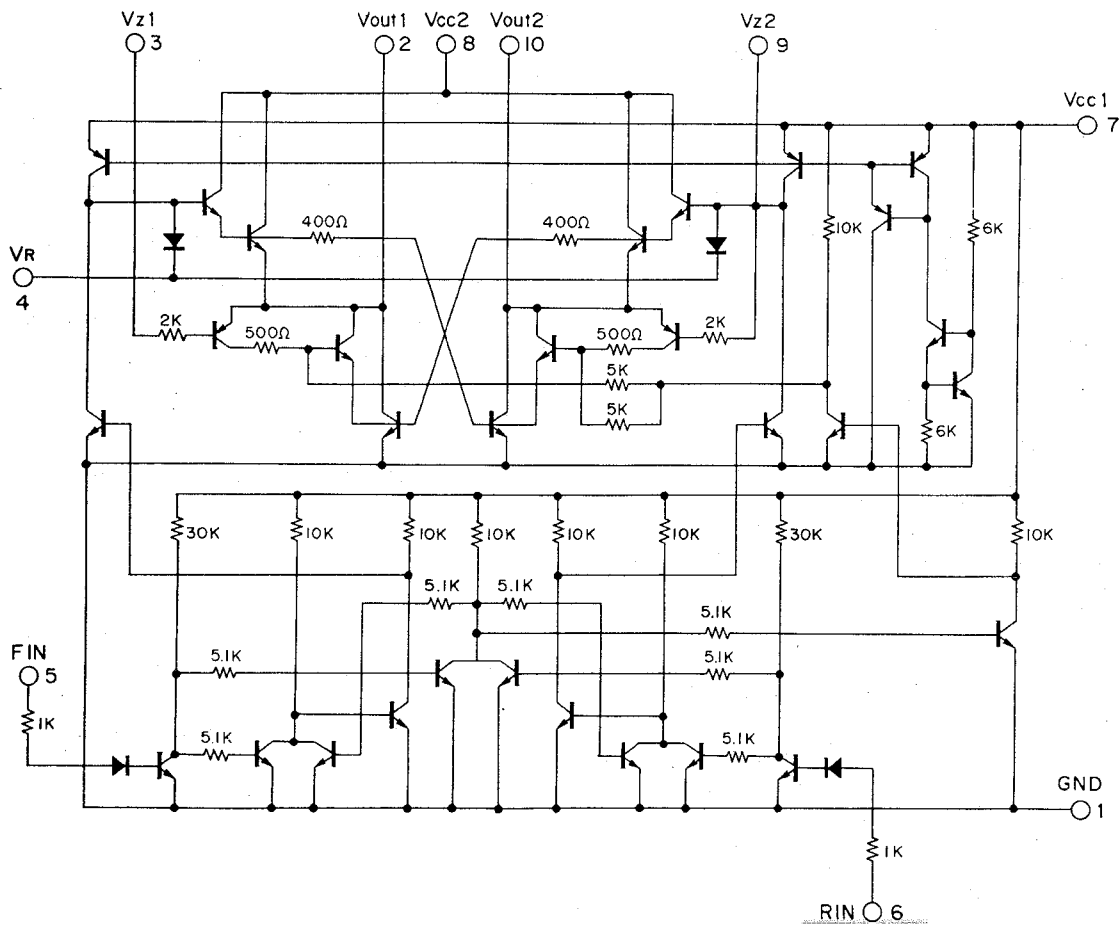 Vz1 Vout1 Vcc2 Vout2 Vz2
3 2 8 10 9
Vcc1
7
400Ω 400Ω 10K 6K
VR
4
2K 500Ω 500Ω 2K
5K
5K
6K
30K 10K 10K 10K 10K 10K 30K 10K
5.1K 5.1K
5.1K
FIN
5
5.1K 5.1K
1K
5.1K 5.1K
GND
1
1K
RIN 6